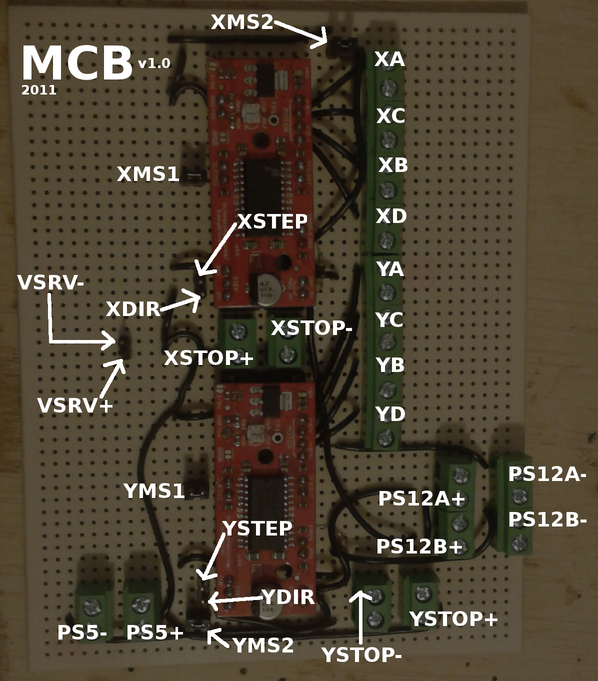 XMS2
MCB v1.0
2011
XA
XC
XMS1
XB
XD
XSTEP
YA
VSRV-
XDIR
YC
XSTOP-
XSTOP+
YB
VSRV+
YD
PS12A-
YMS1
PS12A+
PS12B-
YSTEP
PS12B+
YDIR
YSTOP+
PS5-
PS5+
YMS2
YSTOP-